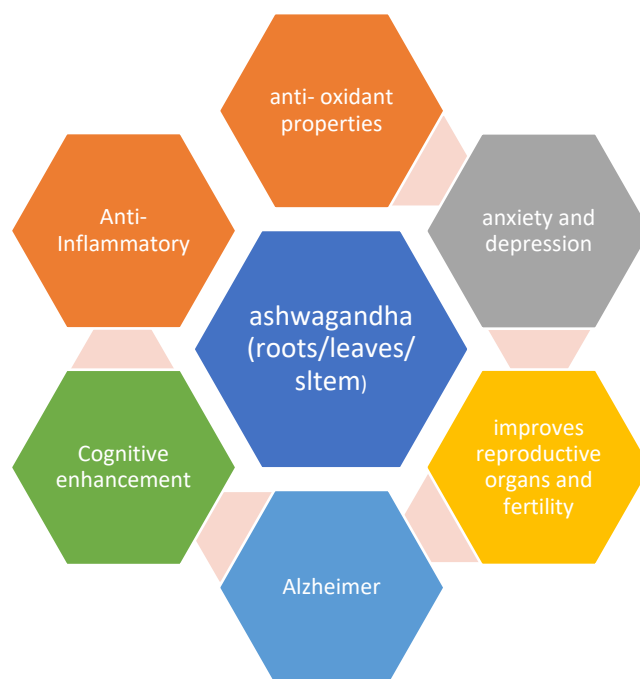 anti- oxidant
properties
anxiety and
depression
improves
reproductive
organs and
fertility
Alzheimer
Cognitive
enhancement
Anti-
Inflammatory
ashwagandha
(roots/leaves/
sltem)